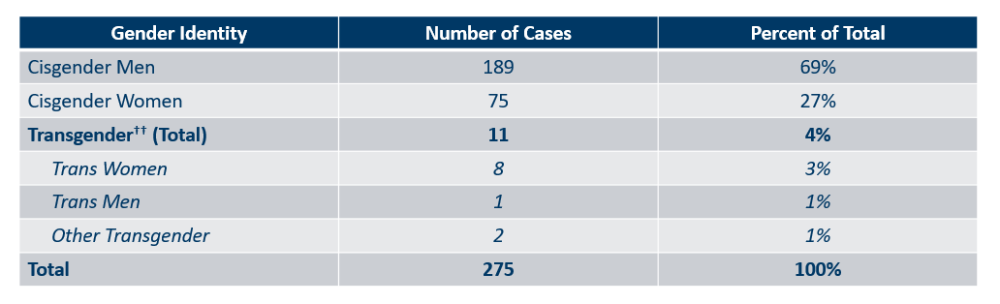 Gender Identity Number of Cases Percent of Total
Cisgender Men 189 69%
Cisgender Women 75 27%
Transgender†† (Total) 11 4%
Trans Women 8 3%
Trans Men 1 1%
Other Transgender 2 1%
Total 275 100%